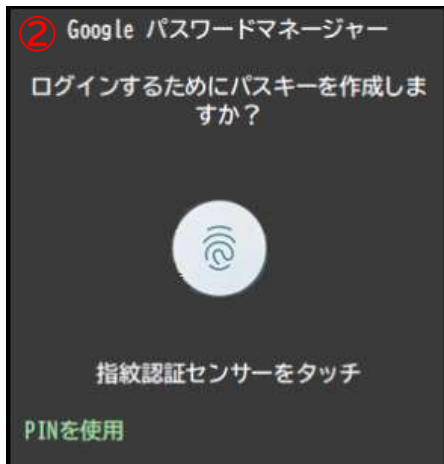 ② Google パスワードマネージャー
ログインするためにパスキーを作成しま
すか？
指紋認証センサーをタッチ
PINを使用